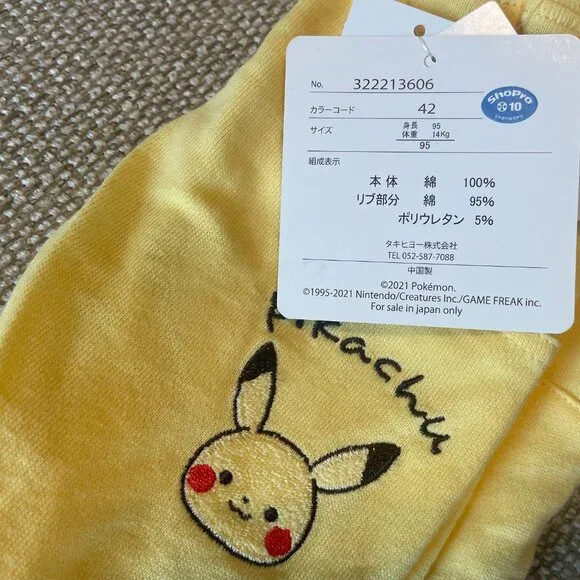 No. 322213606
ShoPro
10
カラーコード 42
サイズ 身長 95
体重 14Kg
95
組成表示
本体 綿 100%
リブ部分 綿 95%
ポリウレタン 5%
タキヒヨー株式会社
TEL 052-587-7088
中国製
©2021 Pokémon.
©1995-2021 Nintendo/Creatures Inc./GAME FREAK inc.
For sale in japan only
Pikachu